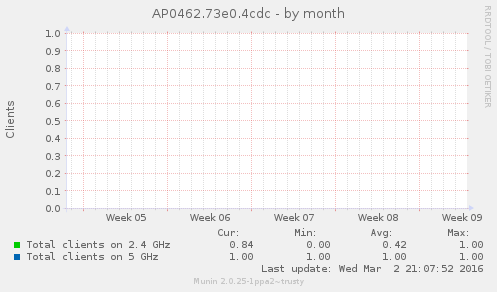 AP0462.73e0.4cdc - by month
RRDTOOL / TOBI OETIKER
Clients
1.0
0.9
0.8
0.7
0.6
0.5
0.4
0.3
0.2
0.1
0.0
Week 05 Week 06 Week 07 Week 08 Week 09
Cur: Min: Avg: Max:
Total clients on 2.4 GHz 0.84 0.00 0.42 1.00
Total clients on 5 GHz 1.00 1.00 1.00 1.00
Last update: Wed Mar 2 21:07:52 2016
Munin 2.0.25-1ppa2~trusty